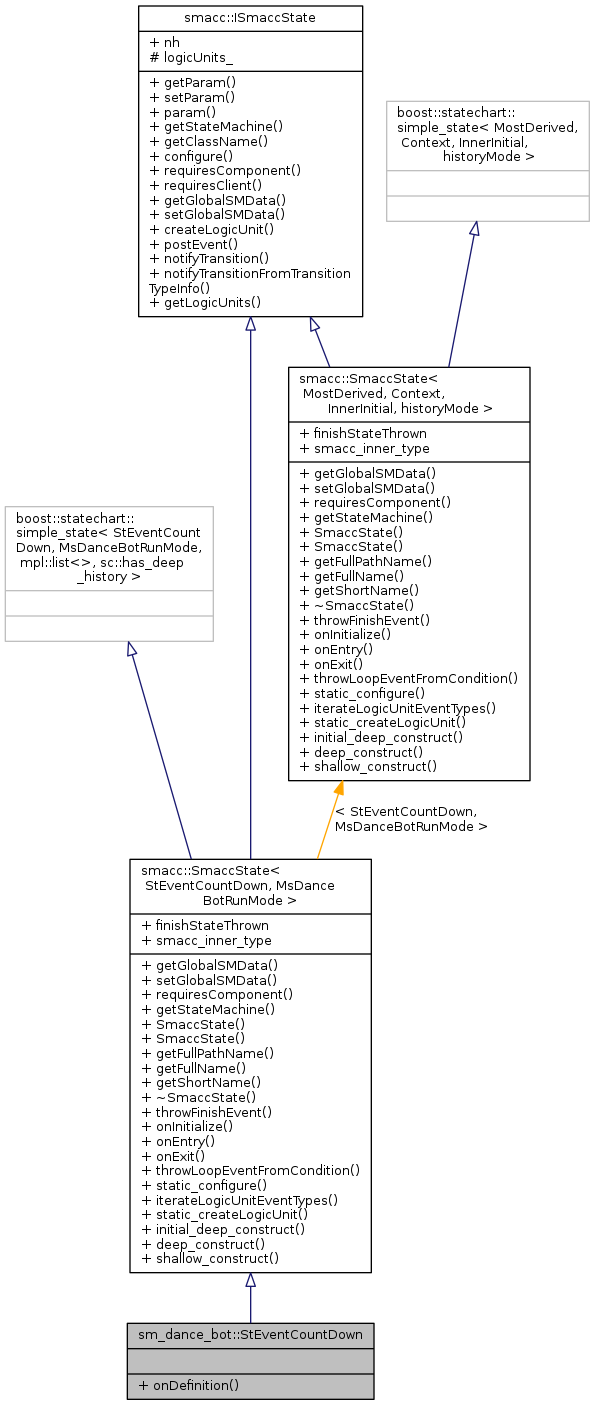 smacc::ISmaccState
+ nh
# logicUnits_
+ getParam()
+ setParam()
+ param()
+ getStateMachine()
+ getClassName()
+ configure()
+ requiresComponent()
+ requiresClient()
+ getGlobalSMData()
+ setGlobalSMData()
+ createLogicUnit()
+ postEvent()
+ notifyTransition()
+ notifyTransitionFromTransition
TypeInfo()
+ getLogicUnits()
boost::statechart::
simple_state< MostDerived,
Context, InnerInitial,
historyMode >
smacc::SmaccState<
MostDerived, Context,
InnerInitial, historyMode >
+ finishStateThrown
+ smacc_inner_type
+ getGlobalSMData()
+ setGlobalSMData()
+ requiresComponent()
+ getStateMachine()
+ SmaccState()
+ SmaccState()
+ getFullPathName()
+ getFullName()
+ getShortName()
+ ~SmaccState()
+ throwFinishEvent()
+ onInitialize()
+ onEntry()
+ onExit()
+ throwLoopEventFromCondition()
+ static_configure()
+ iterateLogicUnitEventTypes()
+ static_createLogicUnit()
+ initial_deep_construct()
+ deep_construct()
+ shallow_construct()
boost::statechart::
simple_state< StEventCount
Down, MsDanceBotRunMode,
mpl::list<>, sc::has_deep
_history >
< StEventCountDown,
MsDanceBotRunMode >
smacc::SmaccState<
StEventCountDown, MsDance
BotRunMode >
+ finishStateThrown
+ smacc_inner_type
+ getGlobalSMData()
+ setGlobalSMData()
+ requiresComponent()
+ getStateMachine()
+ SmaccState()
+ SmaccState()
+ getFullPathName()
+ getFullName()
+ getShortName()
+ ~SmaccState()
+ throwFinishEvent()
+ onInitialize()
+ onEntry()
+ onExit()
+ throwLoopEventFromCondition()
+ static_configure()
+ iterateLogicUnitEventTypes()
+ static_createLogicUnit()
+ initial_deep_construct()
+ deep_construct()
+ shallow_construct()
sm_dance_bot::StEventCountDown
+ onDefinition()